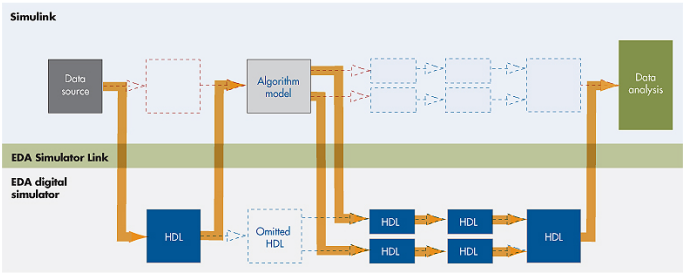 Simulink
Data
source
Algorithm
model
Data
analysis
EDA Simulator Link
EDA digital
simulator
HDL
Omitted
HDL
HDL
HDL
HDL
HDL
HDL